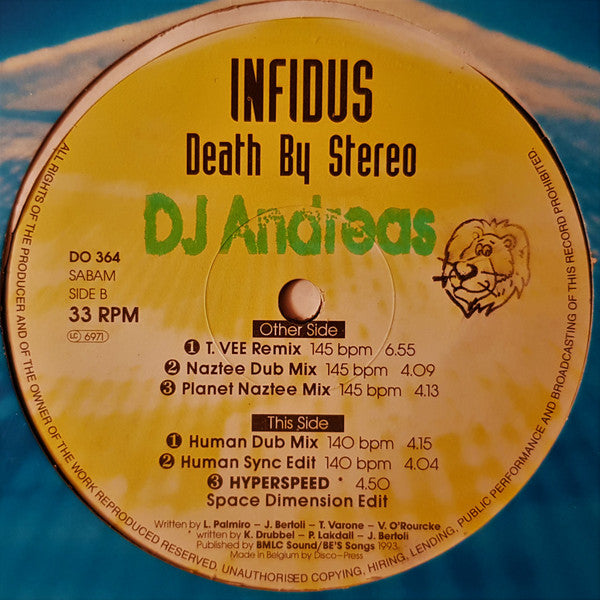 INFIDUS
Death By Stereo
DJ Andreas
DO 364
SABAM
SIDE B
33 RPM
LC 6971
Other Side
1 T. VEE Remix 145 bpm 6.55
2 Naztee Dub Mix 145 bpm 4.09
3 Planet Naztee Mix 145 bpm 4.13
This Side
1 Human Dub Mix 140 bpm 4.15
2 Human Sync Edit 140 bpm 4.04
3 HYPERSPEED * 4.50
Space Dimension Edit
Written by L. Palmiro – J. Bertoli – T. Varone – V. O'Rourcke
* written by K. Drubbel – P. Lakdall – J. Bertoli
Published by BMLC Sound/BE'S Songs 1993
Made in Belgium by Disco-Press
ALL RIGHTS OF THE PRODUCER AND OF THE OWNER OF THE WORK REPRODUCED RESERVED, UNAUTHORISED COPYING, HIRING, LENDING, PUBLIC PERFORMANCE AND BROADCASTING OF THIS RECORD PROHIBITED.